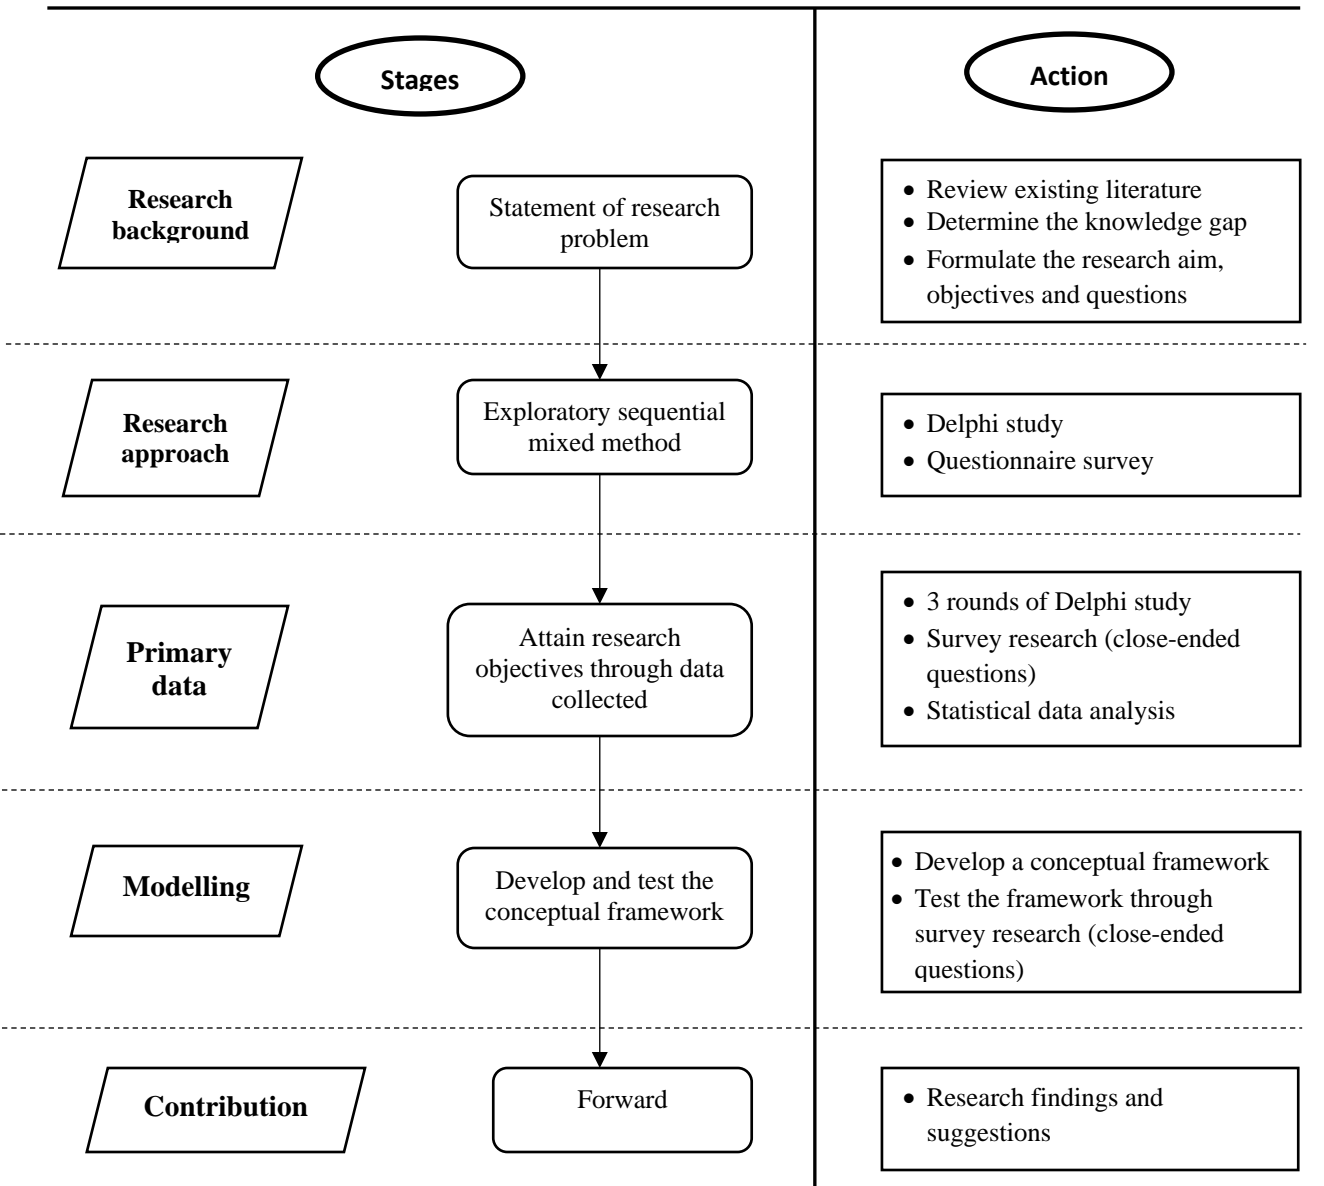 Stages
Action
Research
background
Statement of research
problem
• Review existing literature
• Determine the knowledge gap
• Formulate the research aim,
objectives and questions
Research
approach
Exploratory sequential
mixed method
• Delphi study
• Questionnaire survey
Primary
data
Attain research
objectives through data
collected
• 3 rounds of Delphi study
• Survey research (close-ended
questions)
• Statistical data analysis
Modelling
Develop and test the
conceptual framework
• Develop a conceptual framework
• Test the framework through
survey research (close-ended
questions)
Contribution
Forward
• Research findings and
suggestions